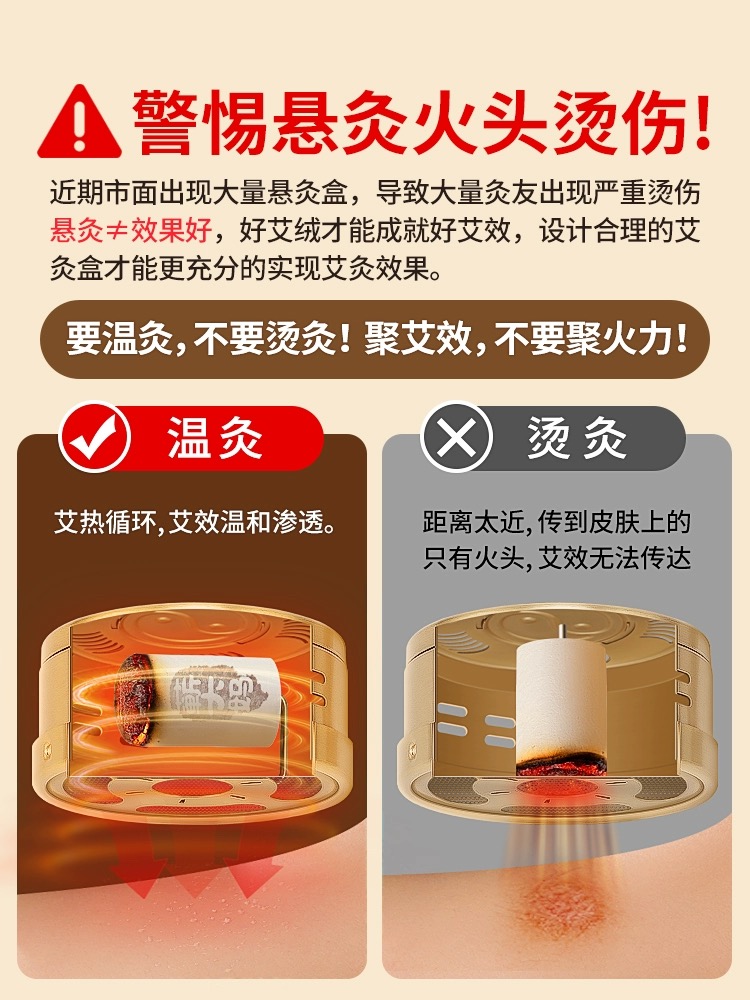 警惕悬灸火头烫伤!
近期市面出现大量悬灸盒，导致大量灸友出现严重烫伤
悬灸≠效果好，好艾绒才能成就好艾效，设计合理的艾
灸盒才能更充分的实现艾灸效果。
要温灸，不要烫灸！聚艾效，不要聚火力！
温灸
艾热循环，艾效温和渗透。
烫灸
距离太近，传到皮肤上的
只有火头，艾效无法传达